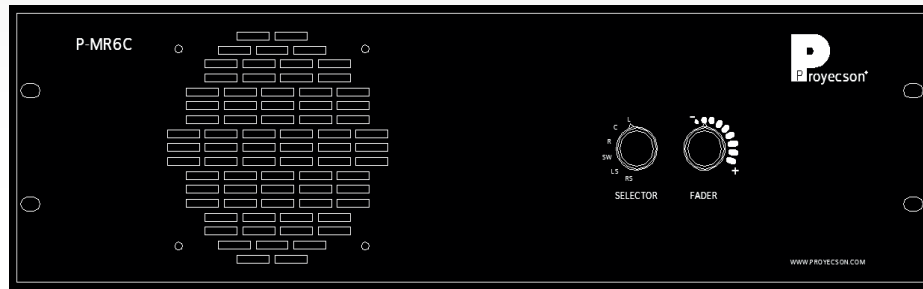 P-MR6C
Proyecson
L
C
R
SW
LS
RS
- +
SELECTOR
FADER
WWW.PROYECSON.COM